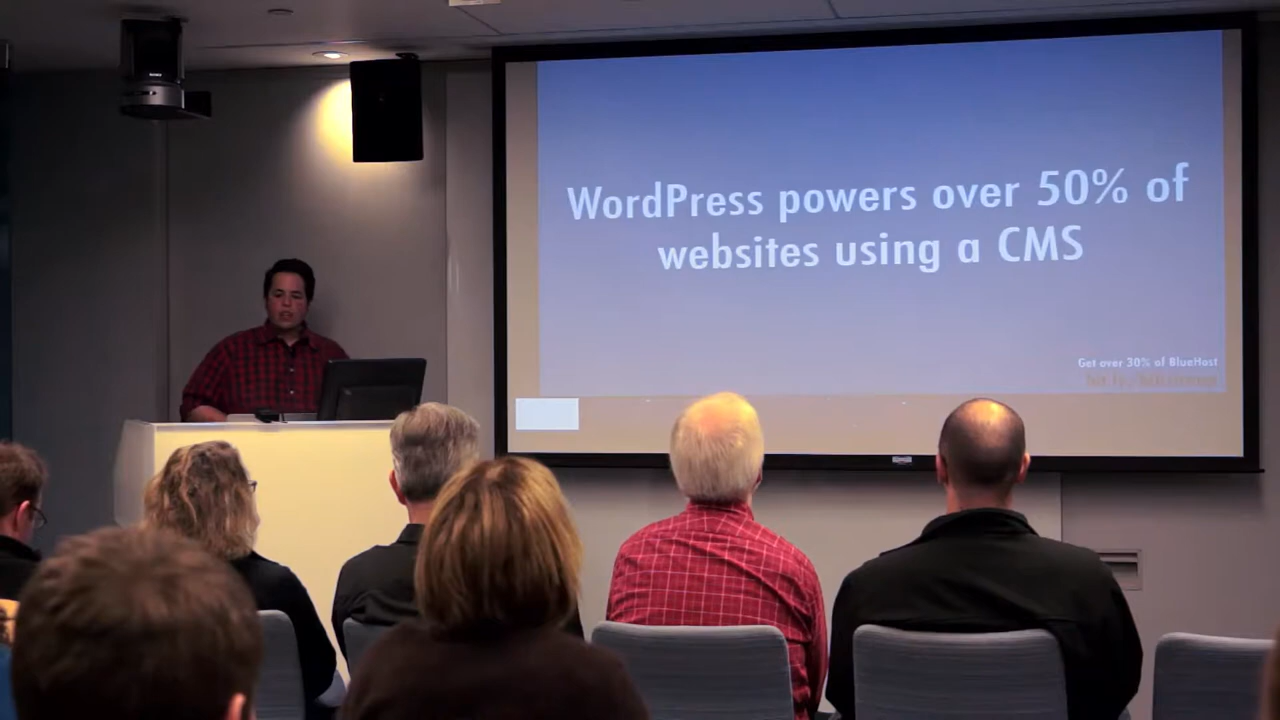 WordPress powers over 50% of
websites using a CMS
Get over 30% of BlueHost